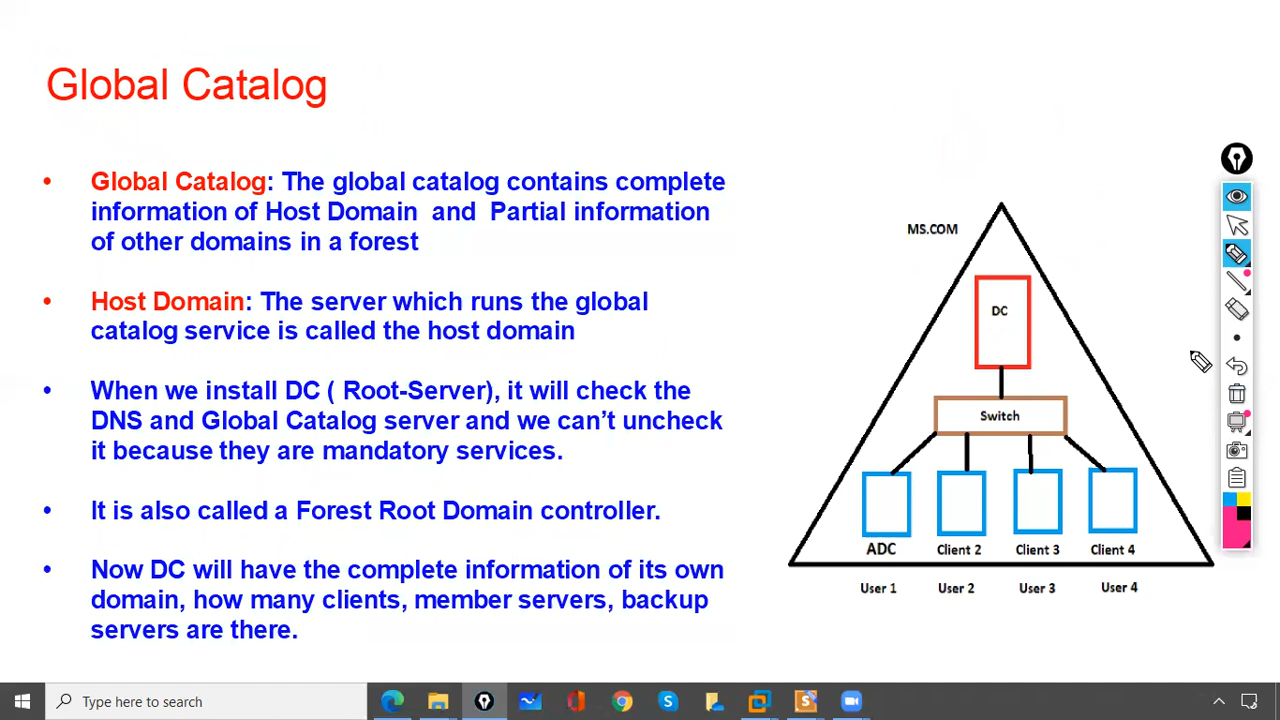 Global Catalog
• Global Catalog: The global catalog contains complete
information of Host Domain and Partial information
of other domains in a forest
• Host Domain: The server which runs the global
catalog service is called the host domain
• When we install DC ( Root-Server), it will check the
DNS and Global Catalog server and we can’t uncheck
it because they are mandatory services.
• It is also called a Forest Root Domain controller.
• Now DC will have the complete information of its own
domain, how many clients, member servers, backup
servers are there.
MS.COM
DC
Switch
ADC Client 2 Client 3 Client 4
User 1 User 2 User 3 User 4
Type here to search